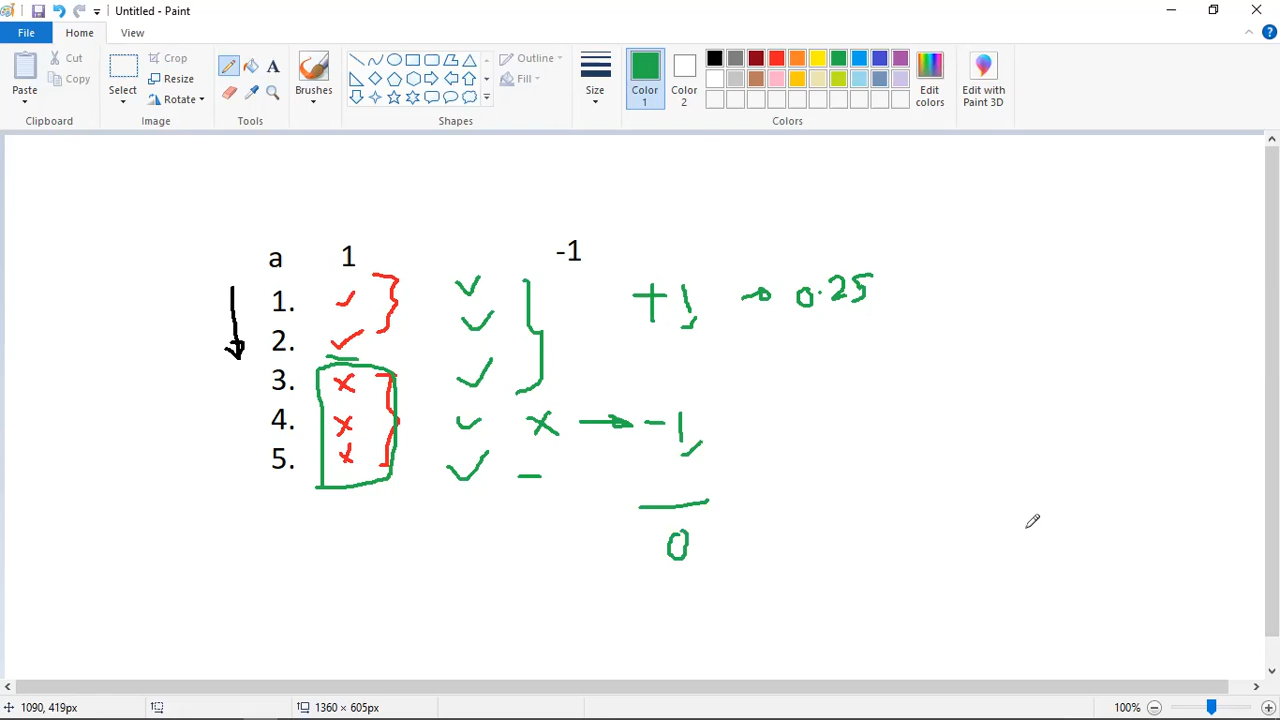 Untitled - Paint
File Home View
Paste Cut Copy Clipboard
Select Crop Resize Rotate Image
Tools
Brushes
Shapes Outline Fill
Size
Color 1 Color 2 Colors
Edit colors
Edit with Paint 3D
a 1 -1
1. +1 0.25
2.
3.
4. -1
5. -
0
1090, 419px 1360 × 605px 100%